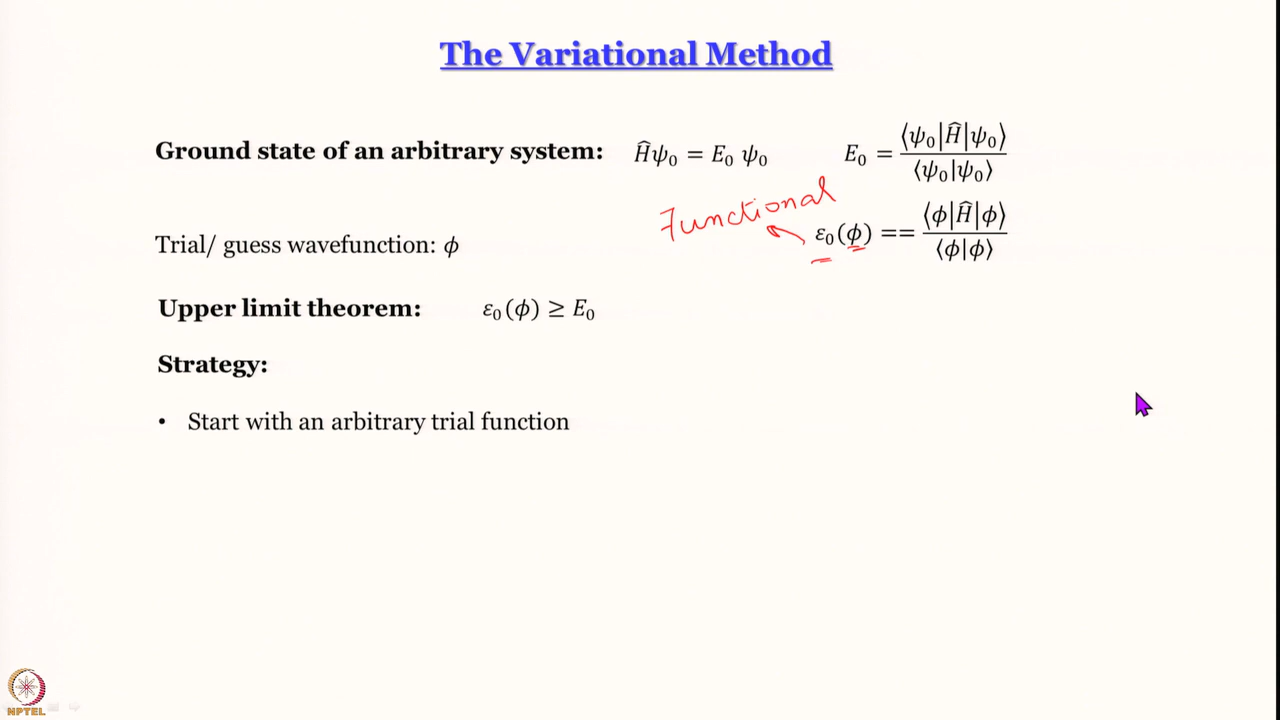 The Variational Method
Ground state of an arbitrary system: Ĥψ₀ = E₀ ψ₀ E₀ = ⟨ψ₀|Ĥ|ψ₀⟩ / ⟨ψ₀|ψ₀⟩
Functional
Trial/ guess wavefunction: ϕ ε₀(ϕ) == ⟨ϕ|Ĥ|ϕ⟩ / ⟨ϕ|ϕ⟩
Upper limit theorem: ε₀(ϕ) ≥ E₀
Strategy:
• Start with an arbitrary trial function
NPTEL